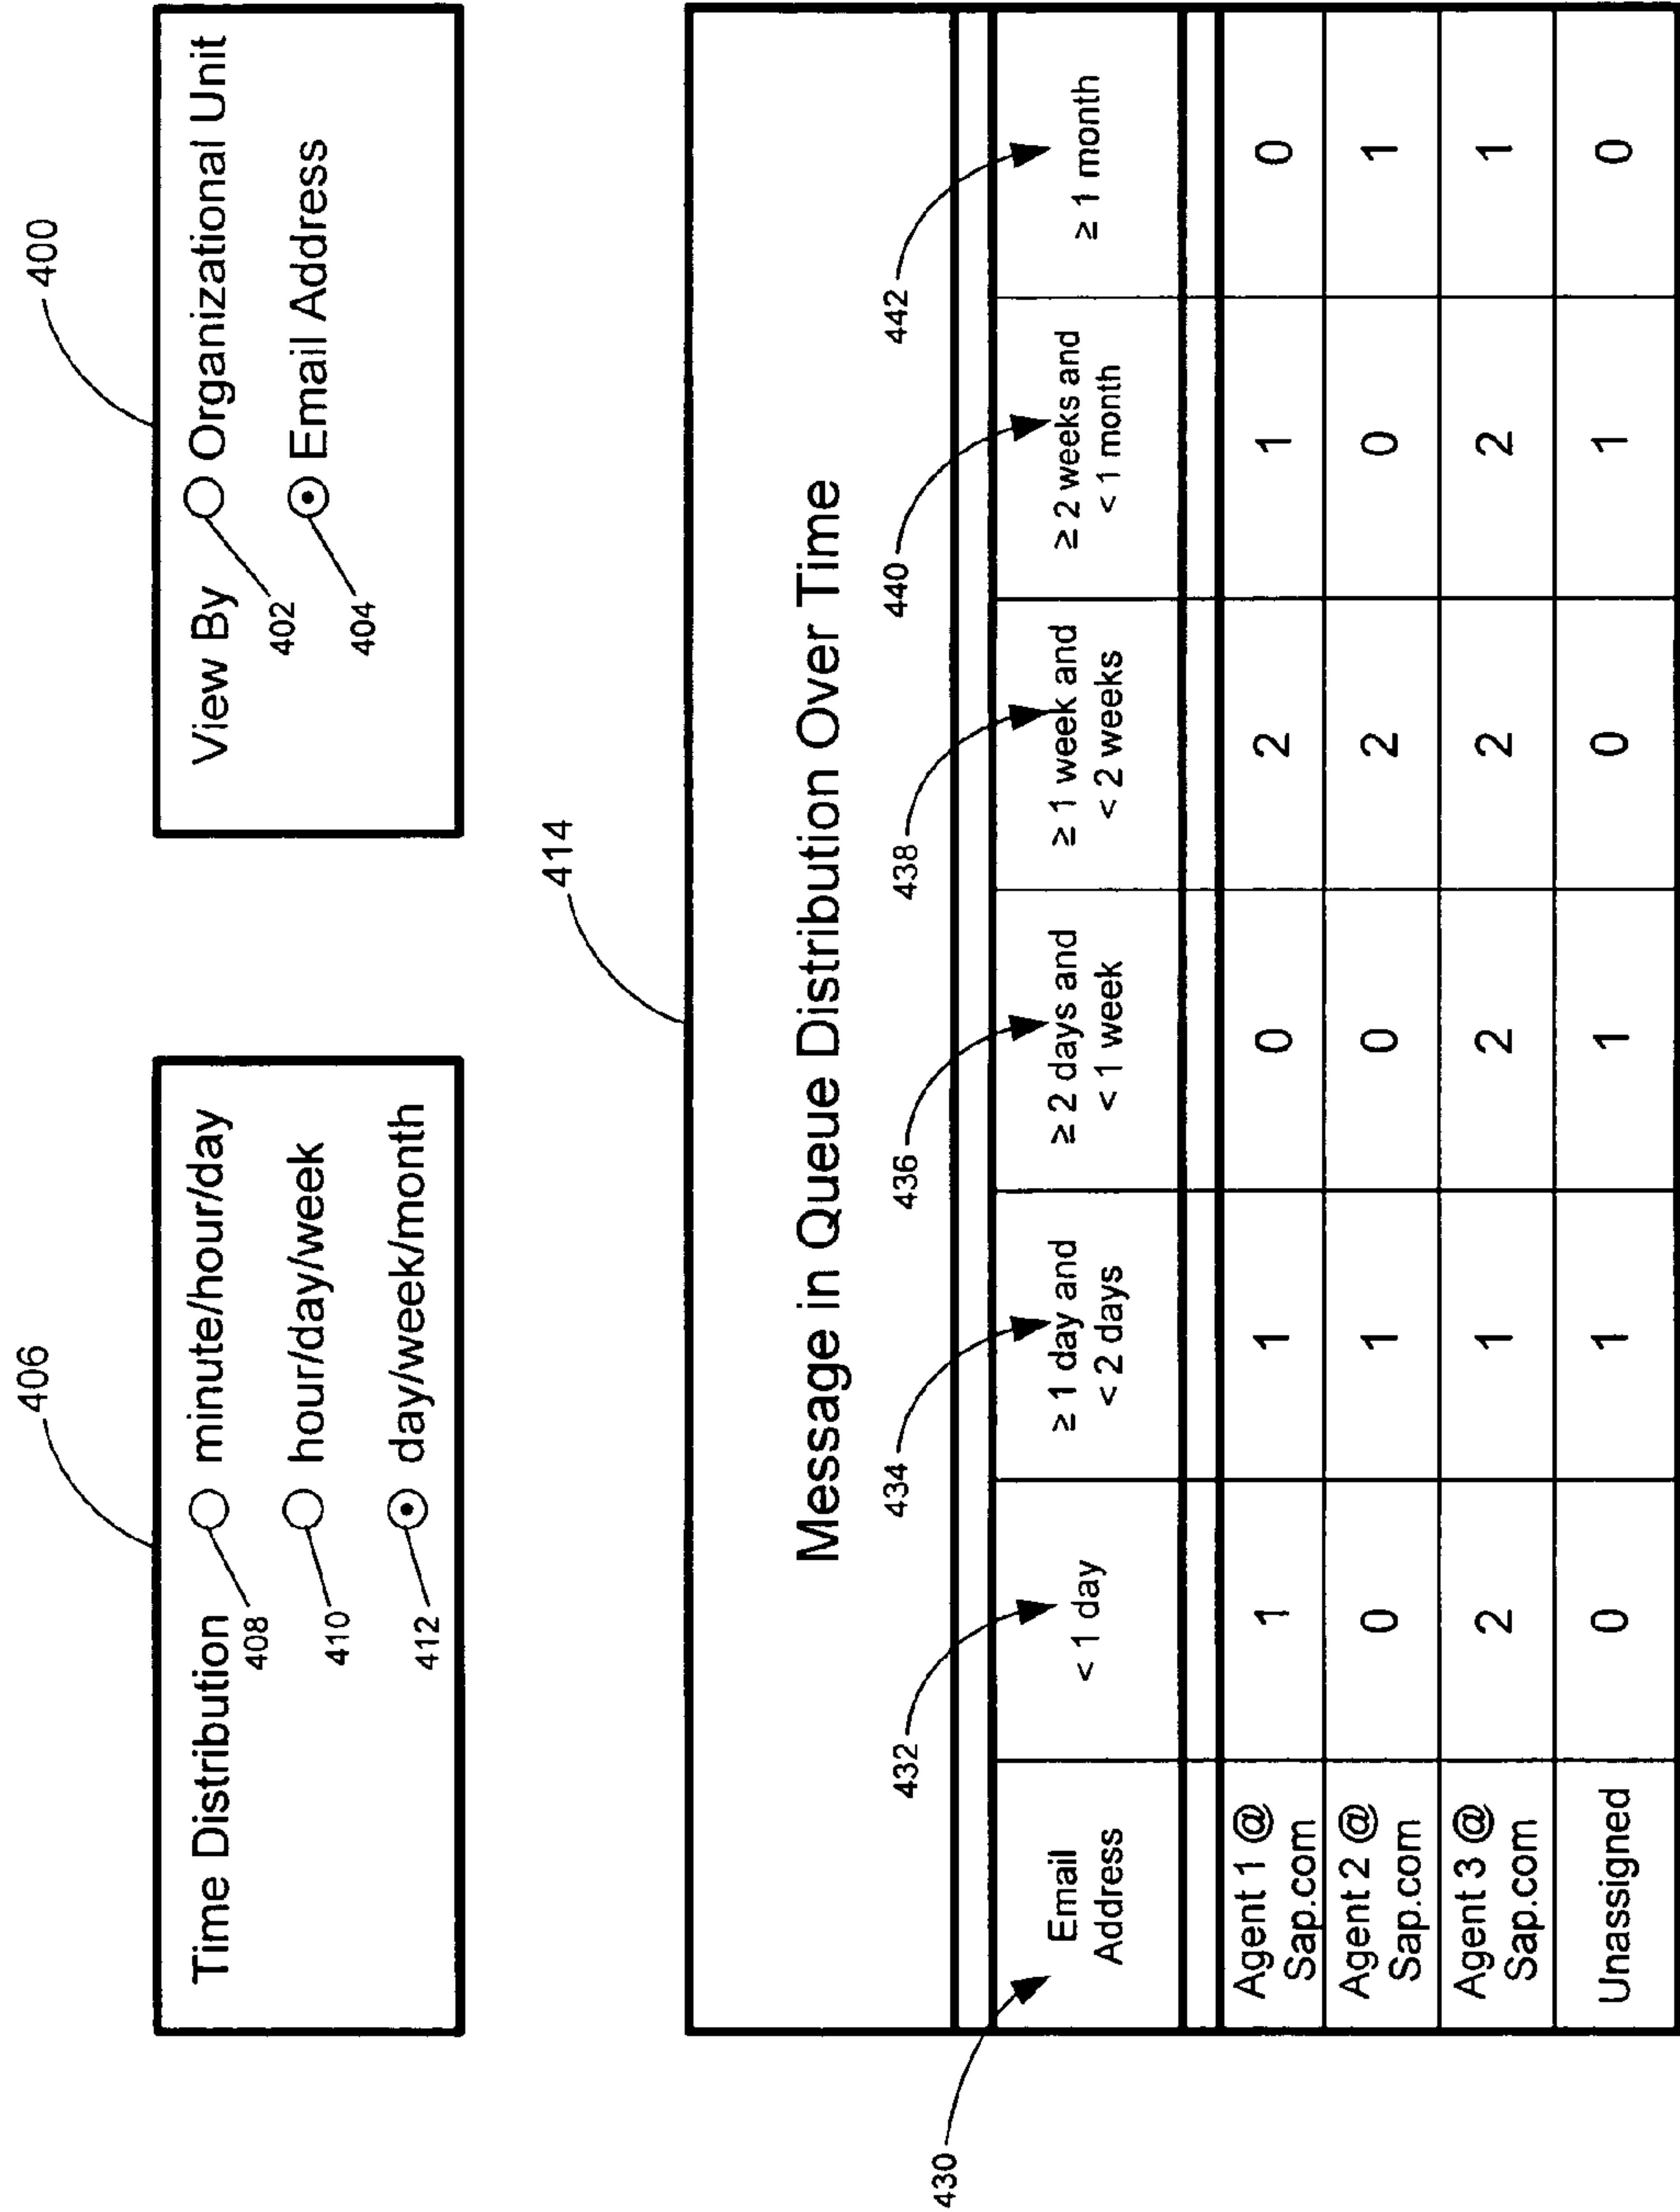 406
Time Distribution
minute/hour/day
408
hour/day/week
410
day/week/month
412
400
View By
Organizational Unit
402
Email Address
404
414
Message in Queue Distribution Over Time
430
432
434
436
438
440
442
Email
Address
< 1 day
≥ 1 day and
< 2 days
≥ 2 days and
< 1 week
≥ 1 week and
< 2 weeks
≥ 2 weeks and
< 1 month
≥ 1 month
Agent 1 @
Sap.com
1 1 0 2 1 0
Agent 2 @
Sap.com
0 1 0 2 0 1
Agent 3 @
Sap.com
2 1 2 2 2 1
Unassigned 0 1 1 0 1 0